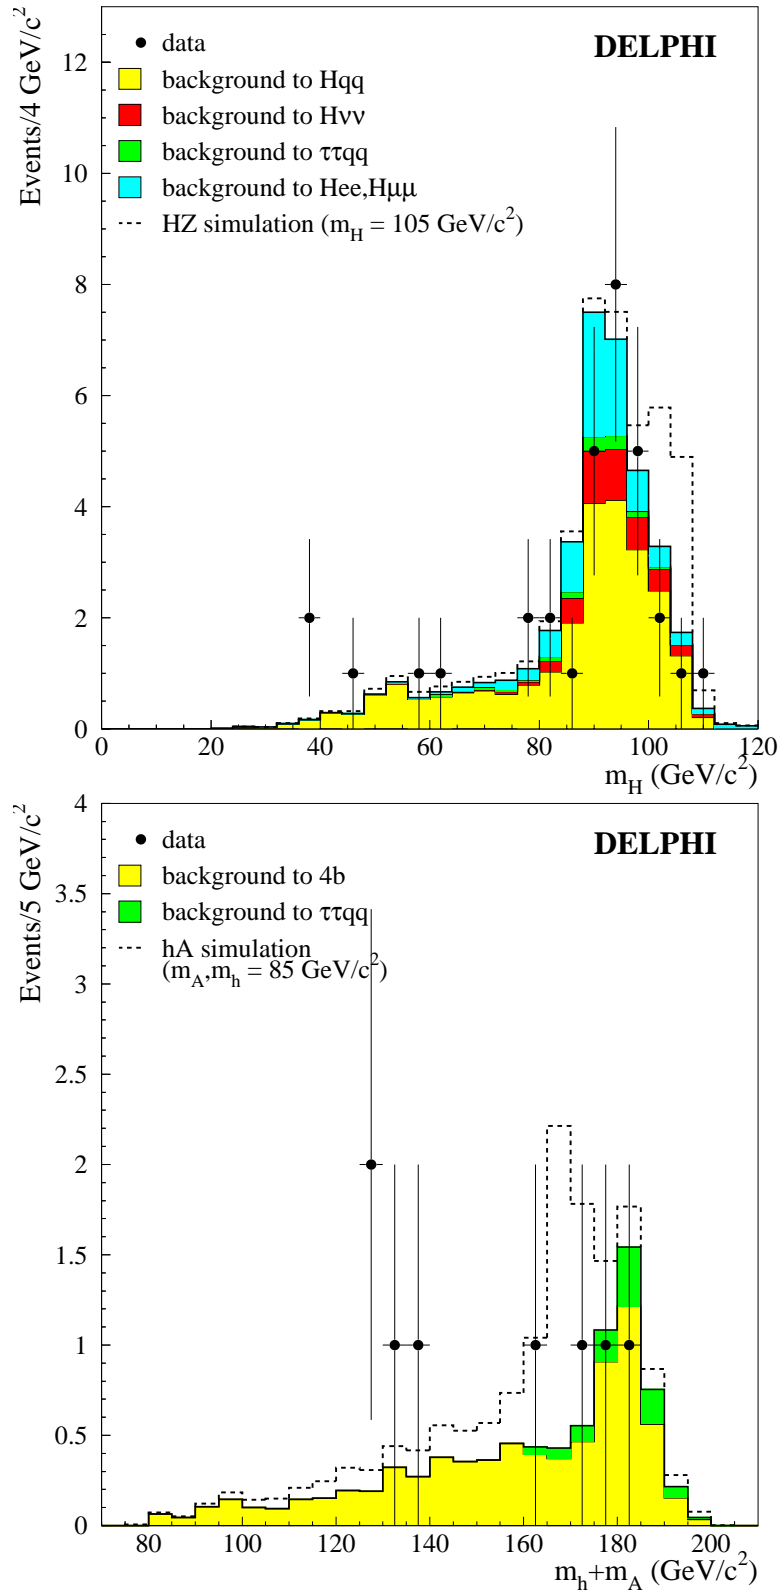 DELPHI
data
background to Hqq
background to Hνν
background to ττqq
background to Hee,Hμμ
HZ simulation (m_H = 105 GeV/c²)
Events/4 GeV/c²
12
10
8
6
4
2
0
0 20 40 60 80 100 120
m_H (GeV/c²)
DELPHI
data
background to 4b
background to ττqq
hA simulation
(m_A,m_h = 85 GeV/c²)
Events/5 GeV/c²
4
3.5
3
2.5
2
1.5
1
0.5
0
80 100 120 140 160 180 200
m_h+m_A (GeV/c²)